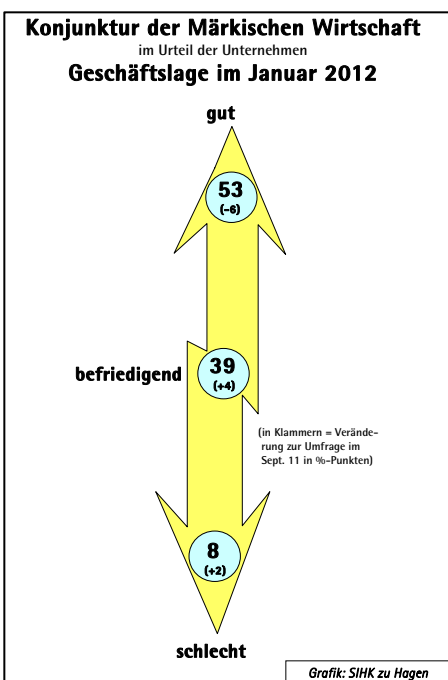 Konjunktur der Märkischen Wirtschaft
im Urteil der Unternehmen
Geschäftslage im Januar 2012
gut
53
(-6)
befriedigend
39
(+4)
(in Klammern = Verände-
rung zur Umfrage im
Sept. 11 in %-Punkten)
8
(+2)
schlecht
Grafik: SIHK zu Hagen